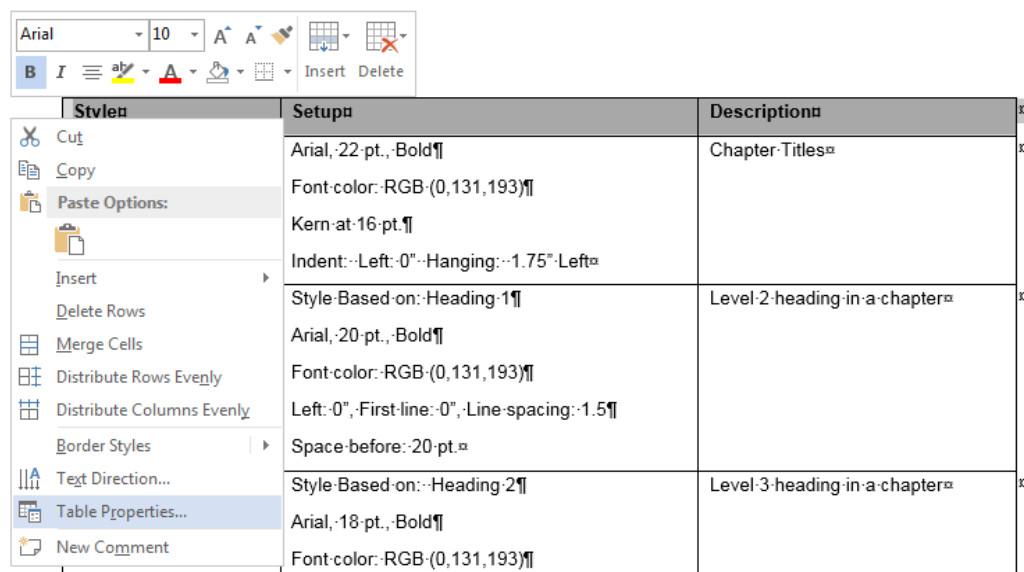 Arial 10
B I Insert Delete
Style¤ Setup¤ Description¤ ¤
Cut
Copy
Paste Options:
Insert
Delete Rows
Merge Cells
Distribute Rows Evenly
Distribute Columns Evenly
Border Styles
Text Direction...
Table Properties...
New Comment
Arial,·22·pt.,·Bold¶
Font·color:·RGB·(0,131,193)¶
Kern·at·16·pt.¶
Indent:··Left:·0”··Hanging:··1.75”·Left¤
Chapter·Titles¤
Style·Based·on:·Heading·1¶
Arial,·20·pt.,·Bold¶
Font·color:·RGB·(0,131,193)¶
Left:·0”,·First·line:·0”,·Line·spacing:·1.5¶
Space·before:·20·pt.¤
Level·2·heading·in·a·chapter¤
Style·Based·on:··Heading·2¶
Arial,·18·pt.,·Bold¶
Font·color:·RGB·(0,131,193)¶
Level·3·heading·in·a·chapter¤